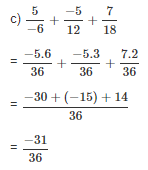 c) 5/-6 + -5/12 + 7/18
= -5.6/36 + -5.3/36 + 7.2/36
= -30 + (-15) + 14/36
= -31/36